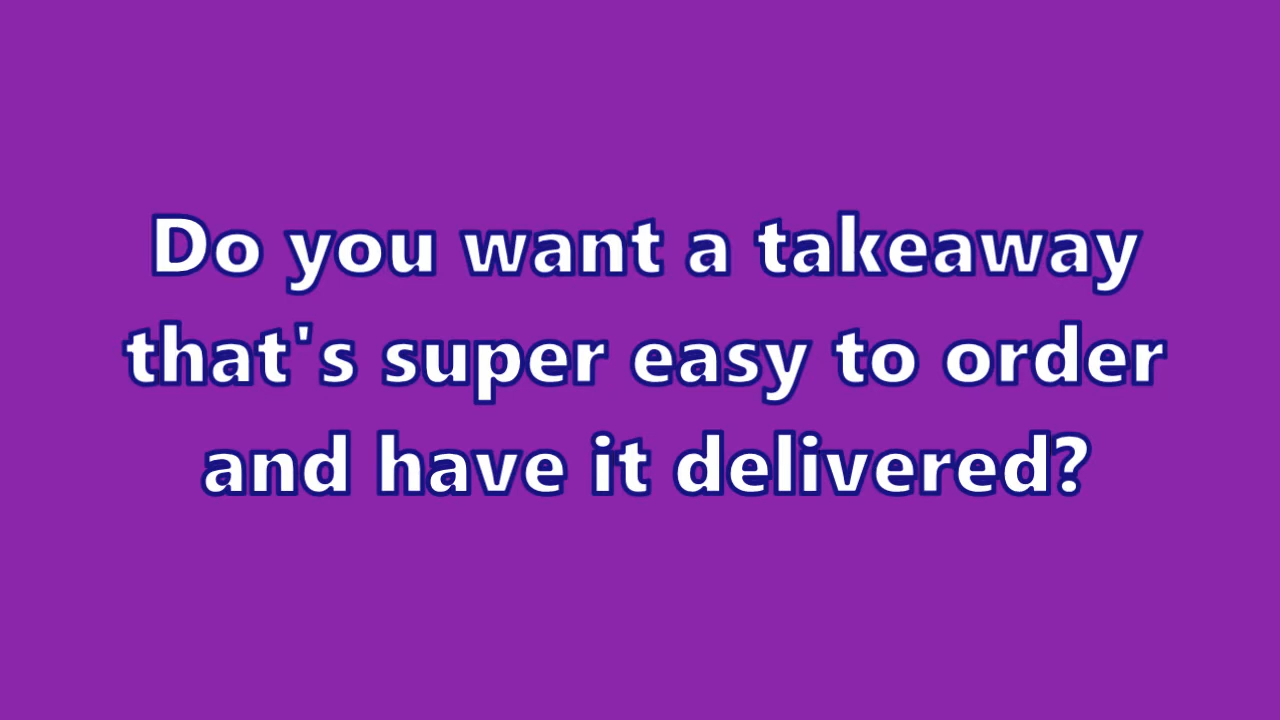 Do you want a takeaway
that's super easy to order
and have it delivered?